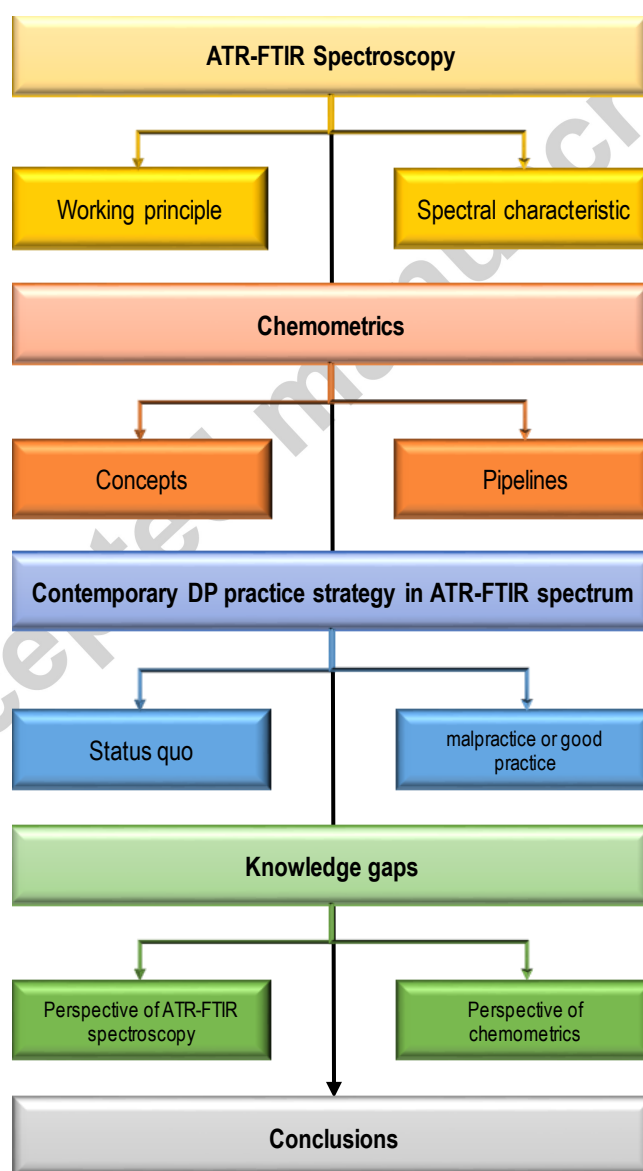 ATR-FTIR Spectroscopy
Working principle
Spectral characteristic
Chemometrics
Concepts
Pipelines
Contemporary DP practice strategy in ATR-FTIR spectrum
Status quo
malpractice or good
practice
Knowledge gaps
Perspective of ATR-FTIR
spectroscopy
Perspective of
chemometrics
Conclusions